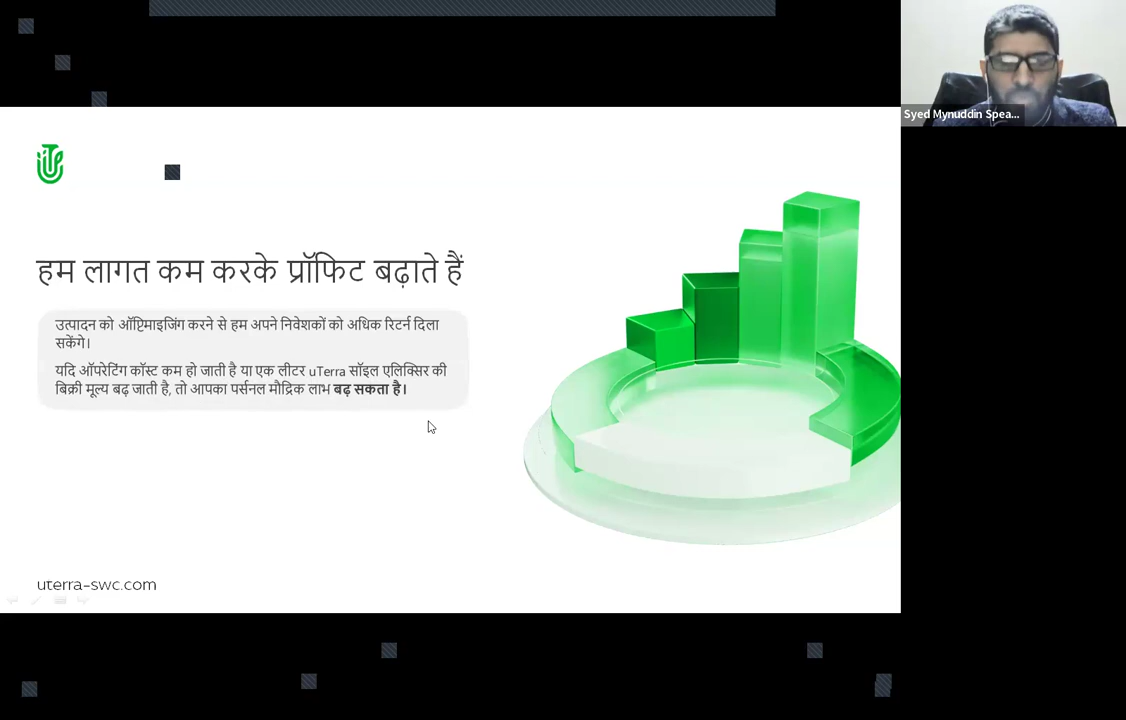 Syed Mynuddin Spea...
हम लागत कम करके प्रॉफिट बढ़ाते हैं
उत्पादन को ऑप्टिमाइजिंग करने से हम अपने निवेशकों को अधिक रिटर्न दिला
सकेंगे।
यदि ऑपरेटिंग कॉस्ट कम हो जाती है या एक लीटर uTerra सॉइल एलिक्सिर की
बिक्री मूल्य बढ़ जाती है, तो आपका पर्सनल मौद्रिक लाभ बढ़ सकता है।
uterra-swc.com